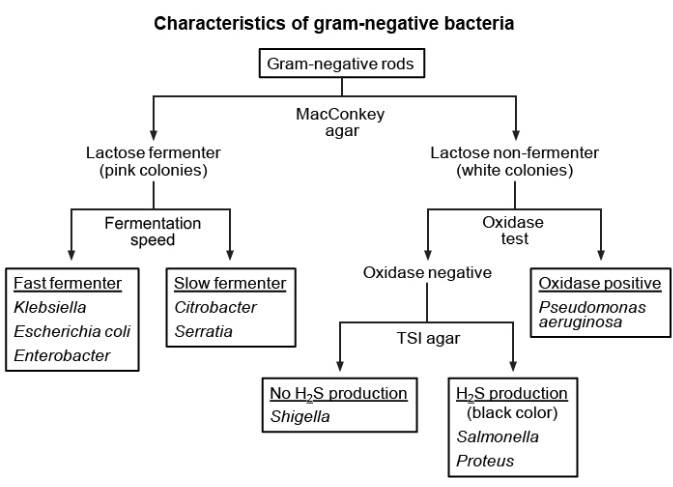 Characteristics of gram-negative bacteria
Gram-negative rods
MacConkey
agar
Lactose fermenter
(pink colonies)
Lactose non-fermenter
(white colonies)
Fermentation
speed
Oxidase
test
Fast fermenter
Klebsiella
Escherichia coli
Enterobacter
Slow fermenter
Citrobacter
Serratia
Oxidase negative
Oxidase positive
Pseudomonas
aeruginosa
TSI agar
No H₂S production
Shigella
H₂S production
(black color)
Salmonella
Proteus